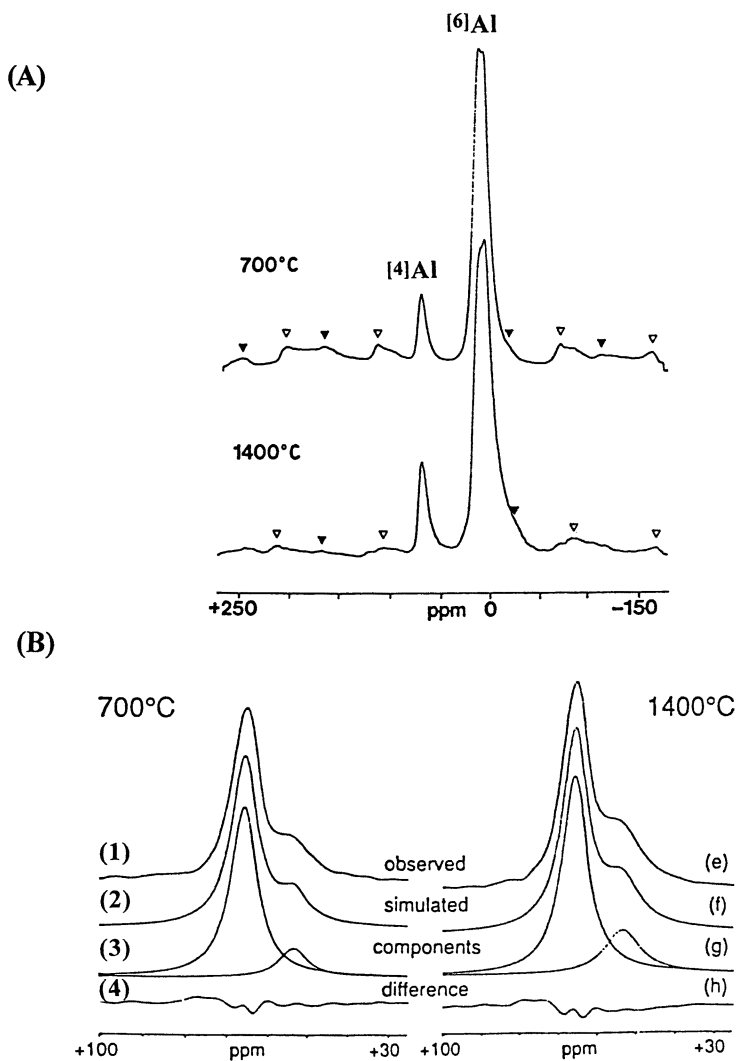 (A)
[6]Al
700°C
[4]Al
1400°C
+250 ppm 0 -150
(B)
700°C 1400°C
(1) observed (e)
(2) simulated (f)
(3) components (g)
(4) difference (h)
+100 ppm +30 +100 ppm +30